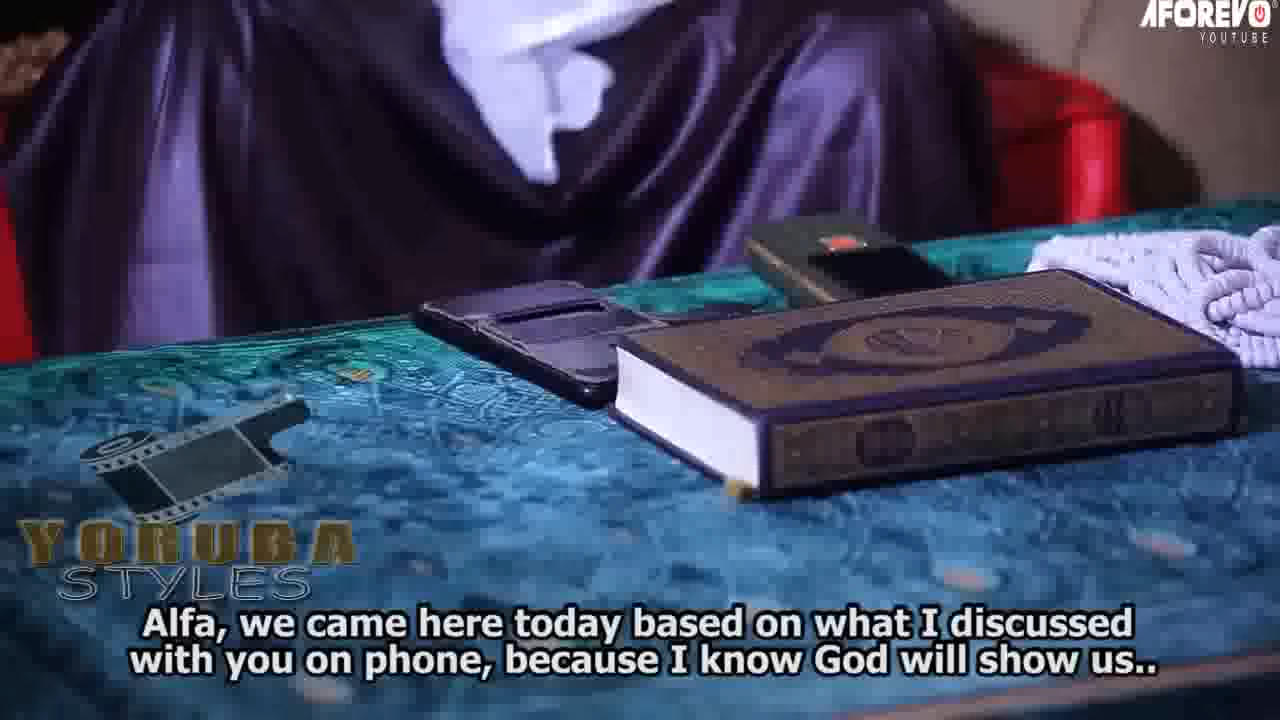 AFOREVO
YOUTUBE
YORUBA
STYLES
Alfa, we came here today based on what I discussed
with you on phone, because I know God will show us..